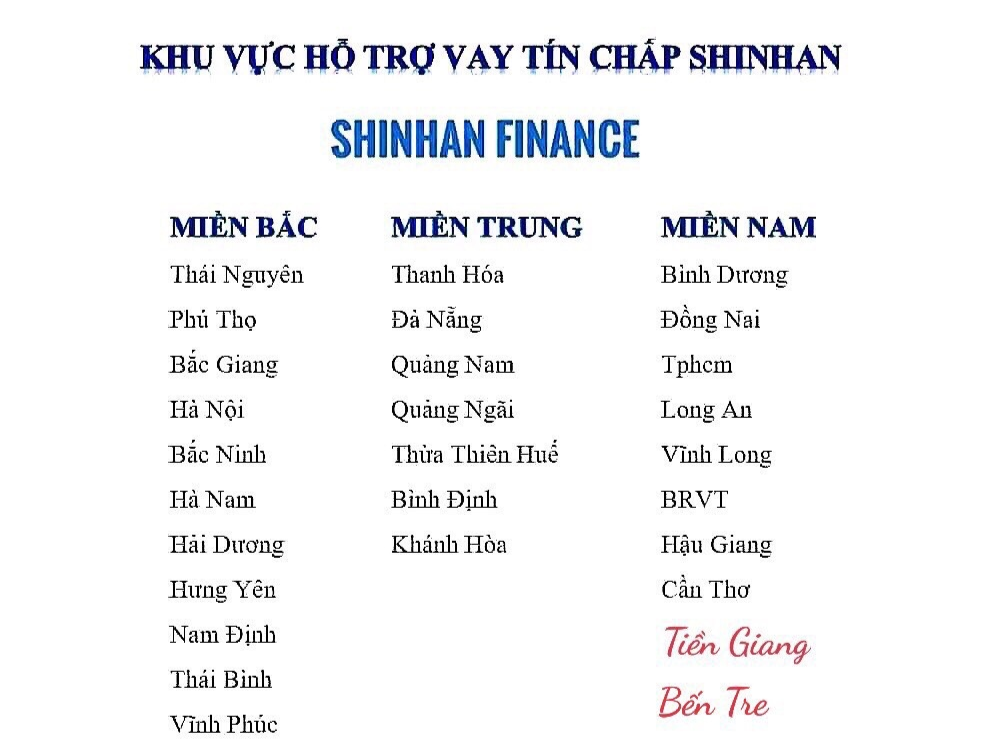 KHU VỰC HỖ TRỢ VAY TÍN CHẤP SHINHAN
SHINHAN FINANCE
MIỀN BẮC
Thái Nguyên
Phú Thọ
Bắc Giang
Hà Nội
Bắc Ninh
Hà Nam
Hải Dương
Hưng Yên
Nam Định
Thái Bình
Vĩnh Phúc
MIỀN TRUNG
Thanh Hóa
Đà Nẵng
Quảng Nam
Quảng Ngãi
Thừa Thiên Huế
Bình Định
Khánh Hòa
MIỀN NAM
Bình Dương
Đồng Nai
Tphcm
Long An
Vĩnh Long
BRVT
Hậu Giang
Cần Thơ
Tiền Giang
Bến Tre